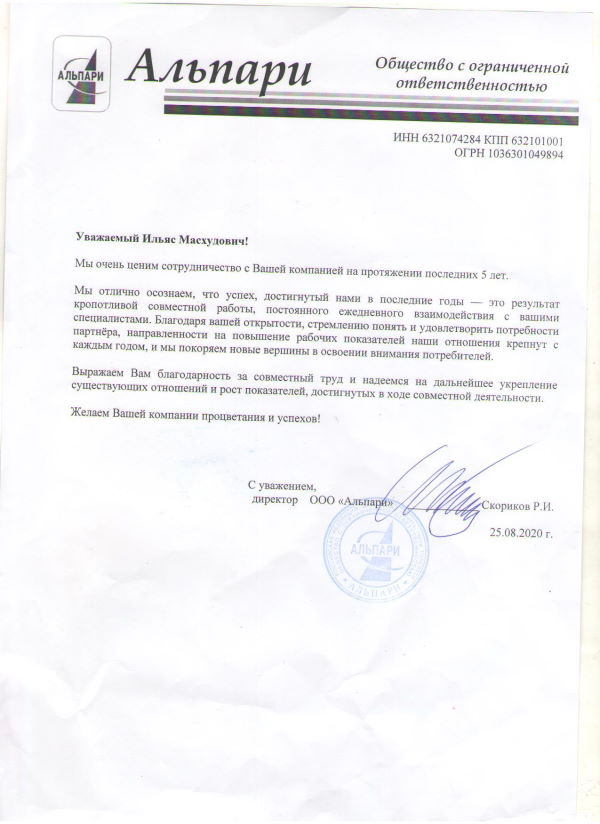 АЛЬПАРИ
Альпари
Общество с ограниченной
ответственностью
ИНН 6321074284 КПП 632101001
ОГРН 1036301049894
Уважаемый Ильяс Масхудович!
Мы очень ценим сотрудничество с Вашей компанией на протяжении последних 5 лет.
Мы отлично осознаем, что успех, достигнутый нами в последние годы — это результат
кропотливой совместной работы, постоянного ежедневного взаимодействия с вашими
специалистами. Благодаря вашей открытости, стремлению понять и удовлетворить потребности
партнёра, направленности на повышение рабочих показателей наши отношения крепнут с
каждым годом, и мы покоряем новые вершины в освоении внимания потребителей.
Выражаем Вам благодарность за совместный труд и надеемся на дальнейшее укрепление
существующих отношений и рост показателей, достигнутых в ходе совместной деятельности.
Желаем Вашей компании процветания и успехов!
С уважением,
директор ООО «Альпари»
Скориков Р.И.
25.08.2020 г.
АЛЬПАРИ
* АЛЬПАРИ *